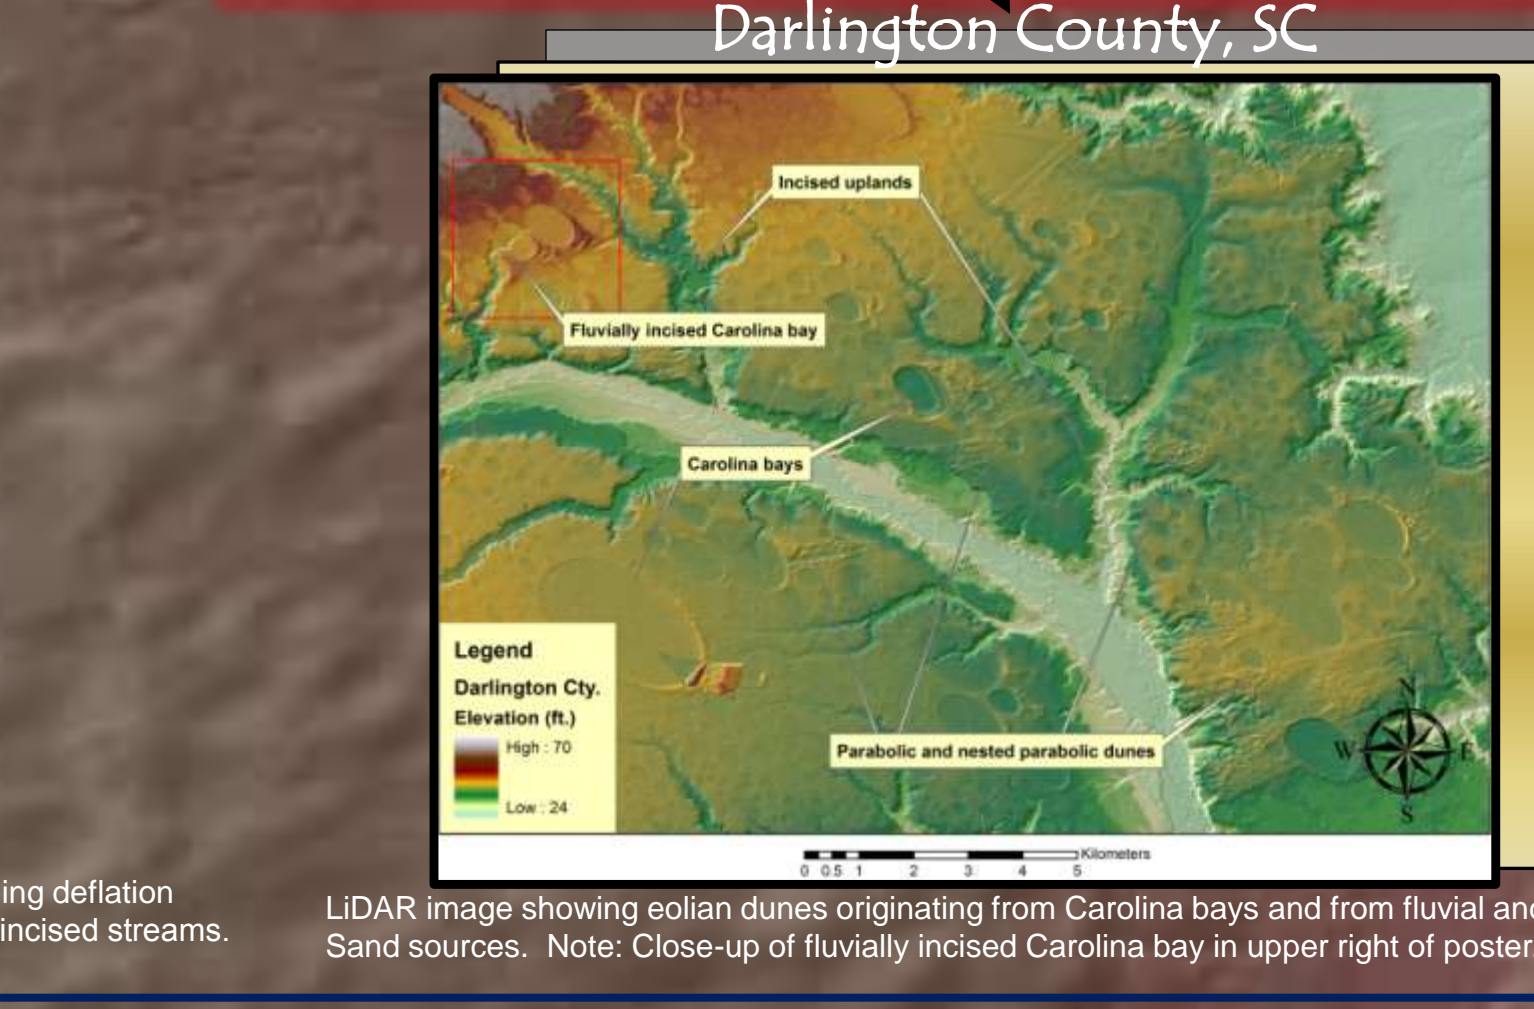 Darlington County, SC
Incised uplands
Fluvially incised Carolina bay
Carolina bays
Legend
Darlington Cty.
Elevation (ft.)
High : 70
Low : 24
Parabolic and nested parabolic dunes
N
W E
S
Kilometers
0 0.5 1 2 3 4 5
ing deflation
incised streams.
LiDAR image showing eolian dunes originating from Carolina bays and from fluvial and
Sand sources. Note: Close-up of fluvially incised Carolina bay in upper right of poster.